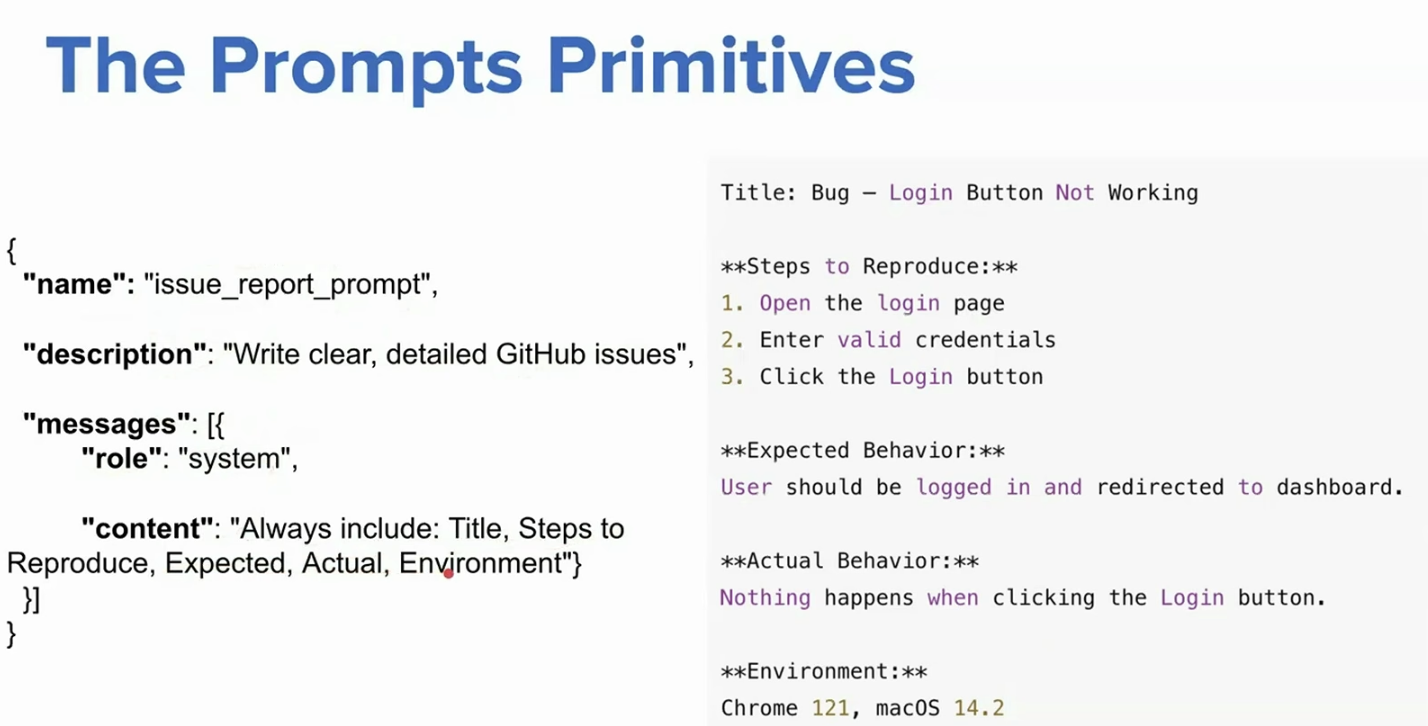 The Prompts Primitives
{
"name": "issue_report_prompt",
"description": "Write clear, detailed GitHub issues",
"messages": [{
"role": "system",
"content": "Always include: Title, Steps to
Reproduce, Expected, Actual, Environment"}
}]
}
Title: Bug – Login Button Not Working
**Steps to Reproduce:**
1. Open the login page
2. Enter valid credentials
3. Click the Login button
**Expected Behavior:**
User should be logged in and redirected to dashboard.
**Actual Behavior:**
Nothing happens when clicking the Login button.
**Environment:**
Chrome 121, macOS 14.2